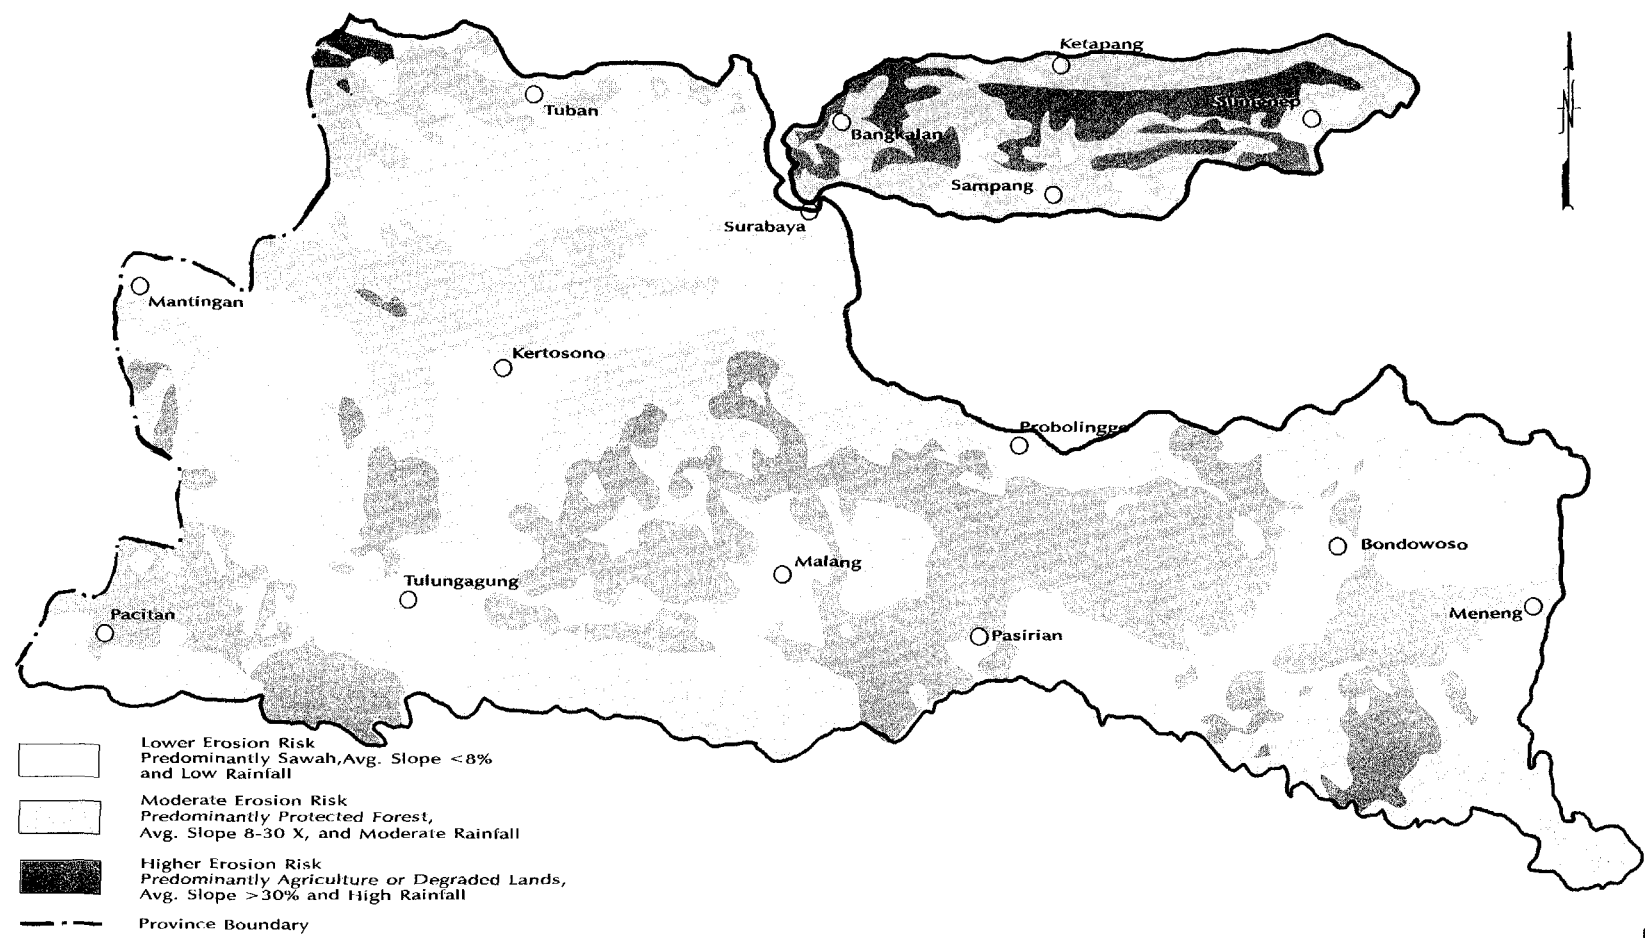 Ketapang
Tuban
Sumenep
Bangkalan
Sampang
Surabaya
N
Mantingan
Kertosono
Probolinggo
Bondowoso
Malang
Tulungagung
Meneng
Pacitan
Pasirian
Lower Erosion Risk
Predominantly Sawah,Avg. Slope <8%
and Low Rainfall
Moderate Erosion Risk
Predominantly Protected Forest,
Avg. Slope 8-30 X, and Moderate Rainfall
Higher Erosion Risk
Predominantly Agriculture or Degraded Lands,
Avg. Slope >30% and High Rainfall
Province Boundary